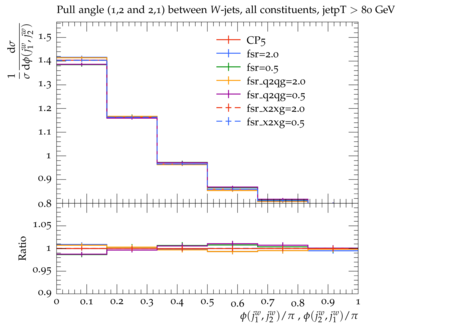 Pull angle (1,2 and 2,1) between W-jets, all constituents, jetpT > 80 GeV
1/σ dσ/dϕ(j₁ʷ, j₂ʷ)
CP5
fsr=2.0
fsr=0.5
fsr_q2qg=2.0
fsr_q2qg=0.5
fsr_x2xg=2.0
fsr_x2xg=0.5
1.5
1.4
1.3
1.2
1.1
1
0.9
0.8
Ratio
1.05
1
0.95
0.9
0 0.1 0.2 0.3 0.4 0.5 0.6 0.7 0.8 0.9 1
ϕ(j₁ʷ, j₂ʷ)/π , ϕ(j₂ʷ, j₁ʷ)/π